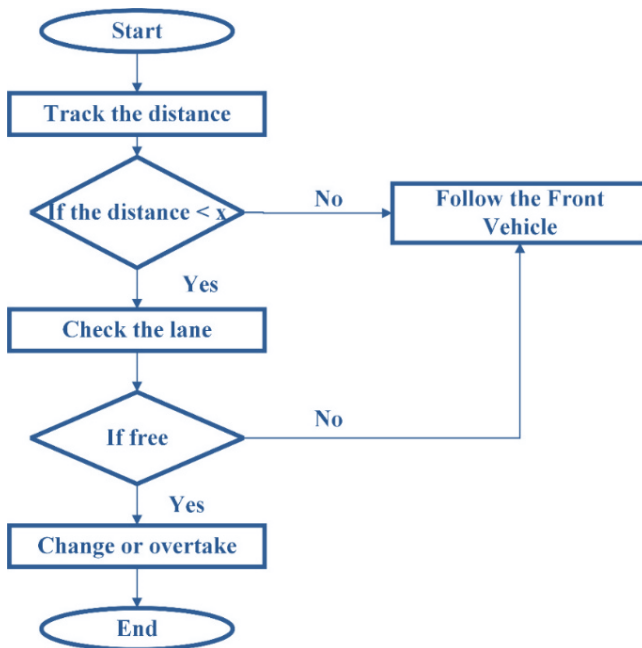 Start
Track the distance
If the distance < x
No
Follow the Front
Vehicle
Yes
Check the lane
If free
No
Yes
Change or overtake
End